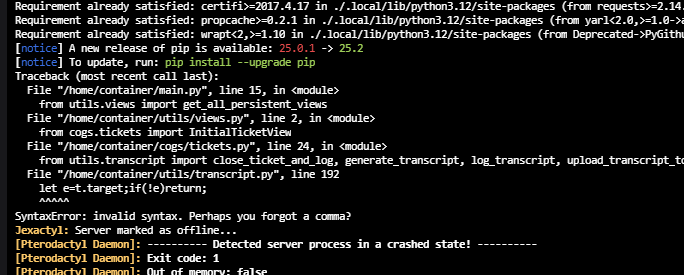 Requirement already satisfied: certifi>=2017.4.17 in ./.local/lib/python3.12/site-packages (from requests>=2.14.
Requirement already satisfied: propcache>=0.2.1 in ./.local/lib/python3.12/site-packages (from yarl<2.0,>=1.0->a
Requirement already satisfied: wrapt<2,>=1.10 in ./.local/lib/python3.12/site-packages (from Deprecated->PyGithu
[notice] A new release of pip is available: 25.0.1 -> 25.2
[notice] To update, run: pip install --upgrade pip
Traceback (most recent call last):
  File "/home/container/main.py", line 15, in <module>
    from utils.views import get_all_persistent_views
  File "/home/container/utils/views.py", line 2, in <module>
    from cogs.tickets import InitialTicketView
  File "/home/container/cogs/tickets.py", line 24, in <module>
    from utils.transcript import close_ticket_and_log, generate_transcript, log_transcript, upload_transcript_to
  File "/home/container/utils/transcript.py", line 192
    let e=t.target;if(!e)return;
    ^^^^^
SyntaxError: invalid syntax. Perhaps you forgot a comma?
Jexactyl: Server marked as offline...
[Pterodactyl Daemon]: ---------- Detected server process in a crashed state! ----------
[Pterodactyl Daemon]: Exit code: 1
[Pterodactyl Daemon]: Out of memory: false